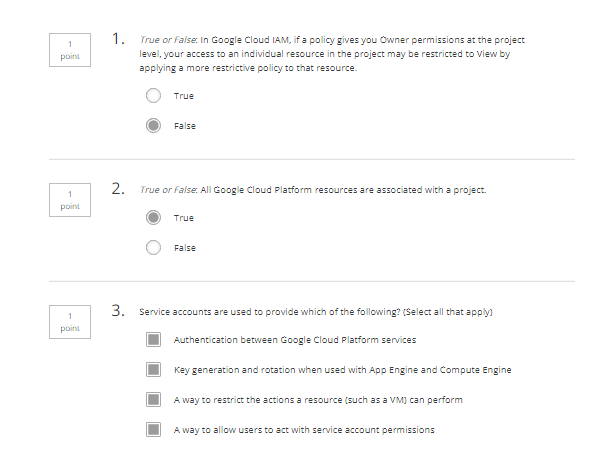 1 point
1. True or False: In Google Cloud IAM, if a policy gives you Owner permissions at the project
level, your access to an individual resource in the project may be restricted to View by
applying a more restrictive policy to that resource.
True
False
1 point
2. True or False: All Google Cloud Platform resources are associated with a project.
True
False
1 point
3. Service accounts are used to provide which of the following? (Select all that apply)
Authentication between Google Cloud Platform services
Key generation and rotation when used with App Engine and Compute Engine
A way to restrict the actions a resource (such as a VM) can perform
A way to allow users to act with service account permissions